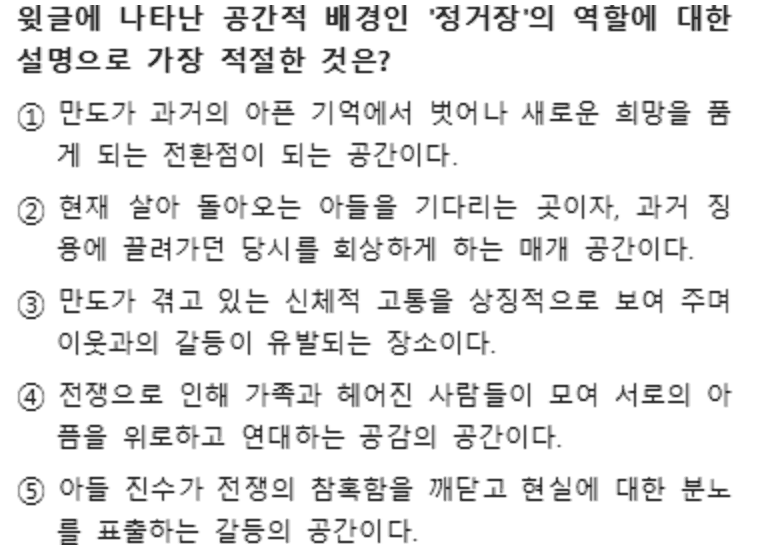 윗글에 나타난 공간적 배경인 '정거장'의 역할에 대한
설명으로 가장 적절한 것은?
① 만도가 과거의 아픈 기억에서 벗어나 새로운 희망을 품
게 되는 전환점이 되는 공간이다.
② 현재 살아 돌아오는 아들을 기다리는 곳이자, 과거 징
용에 끌려가던 당시를 회상하게 하는 매개 공간이다.
③ 만도가 겪고 있는 신체적 고통을 상징적으로 보여 주며
이웃과의 갈등이 유발되는 장소이다.
④ 전쟁으로 인해 가족과 헤어진 사람들이 모여 서로의 아
픔을 위로하고 연대하는 공감의 공간이다.
⑤ 아들 진수가 전쟁의 참혹함을 깨닫고 현실에 대한 분노
를 표출하는 갈등의 공간이다.